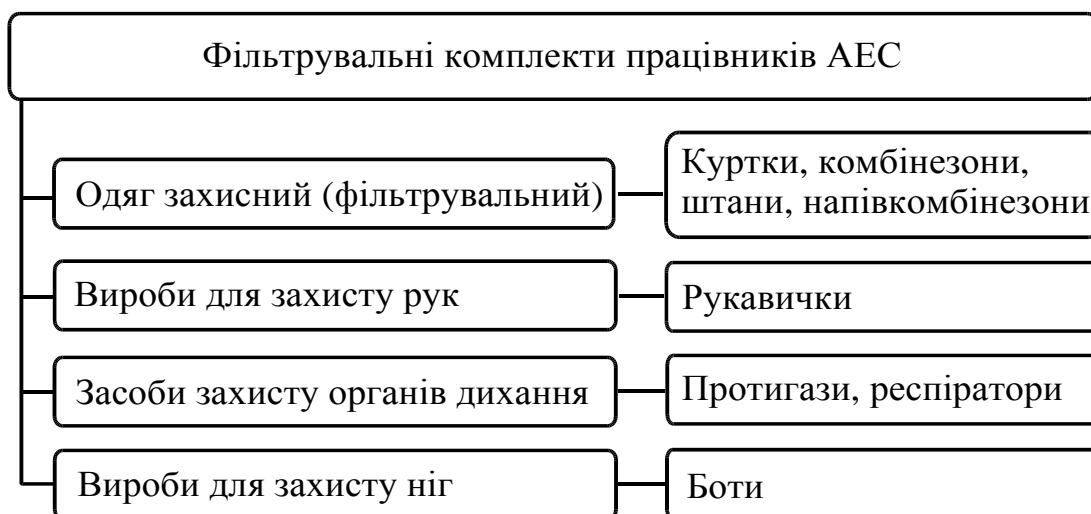 Фільтрувальні комплекти працівників АЕС
Одяг захисний (фільтрувальний)
Куртки, комбінезони,
штани, напівкомбінезони
Вироби для захисту рук
Рукавички
Засоби захисту органів дихання
Протигази, респіратори
Вироби для захисту ніг
Боти